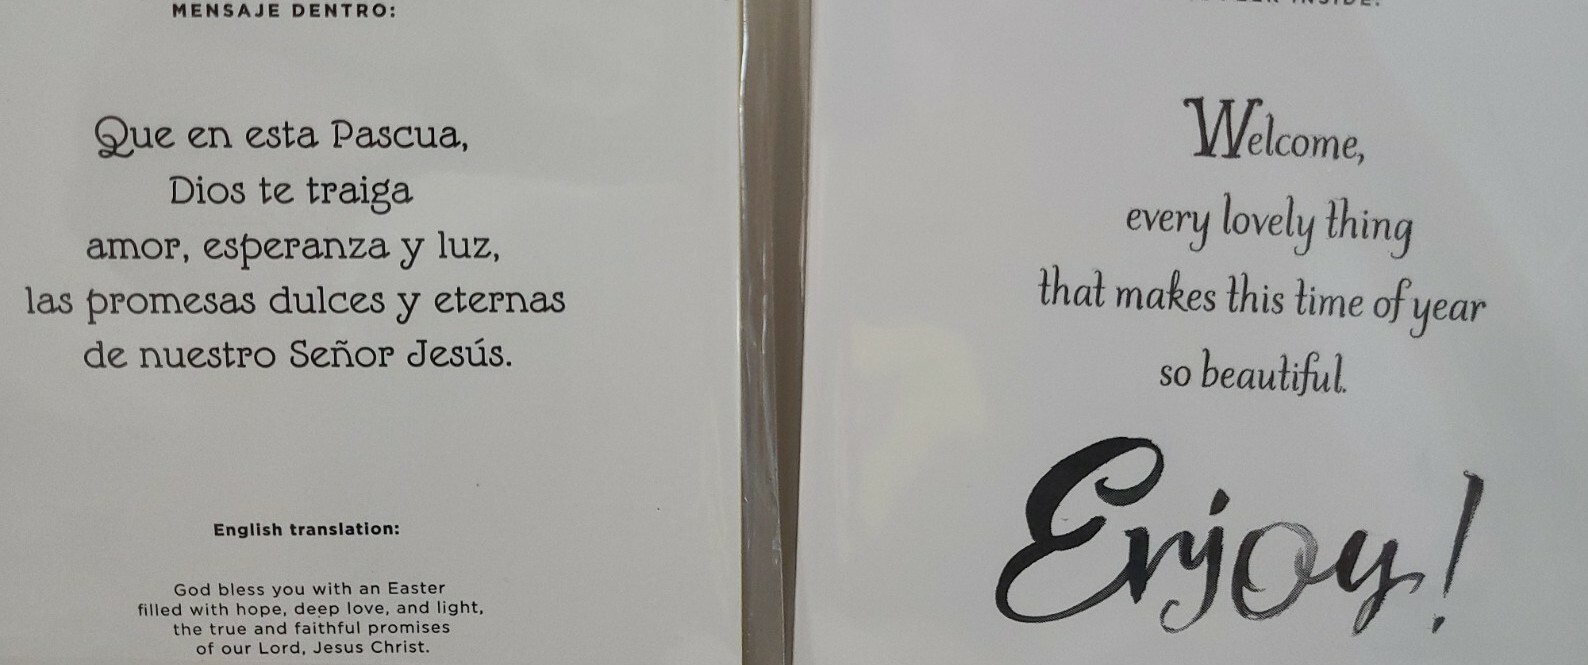 MENSAJE DENTRO:
Que en esta Pascua,
Dios te traiga
amor, esperanza y luz,
las promesas dulces y eternas
de nuestro Señor Jesús.
English translation:
God bless you with an Easter
filled with hope, deep love, and light,
the true and faithful promises
of our Lord, Jesus Christ.
INSIDE:
Welcome,
every lovely thing
that makes this time of year
so beautiful.
Enjoy!